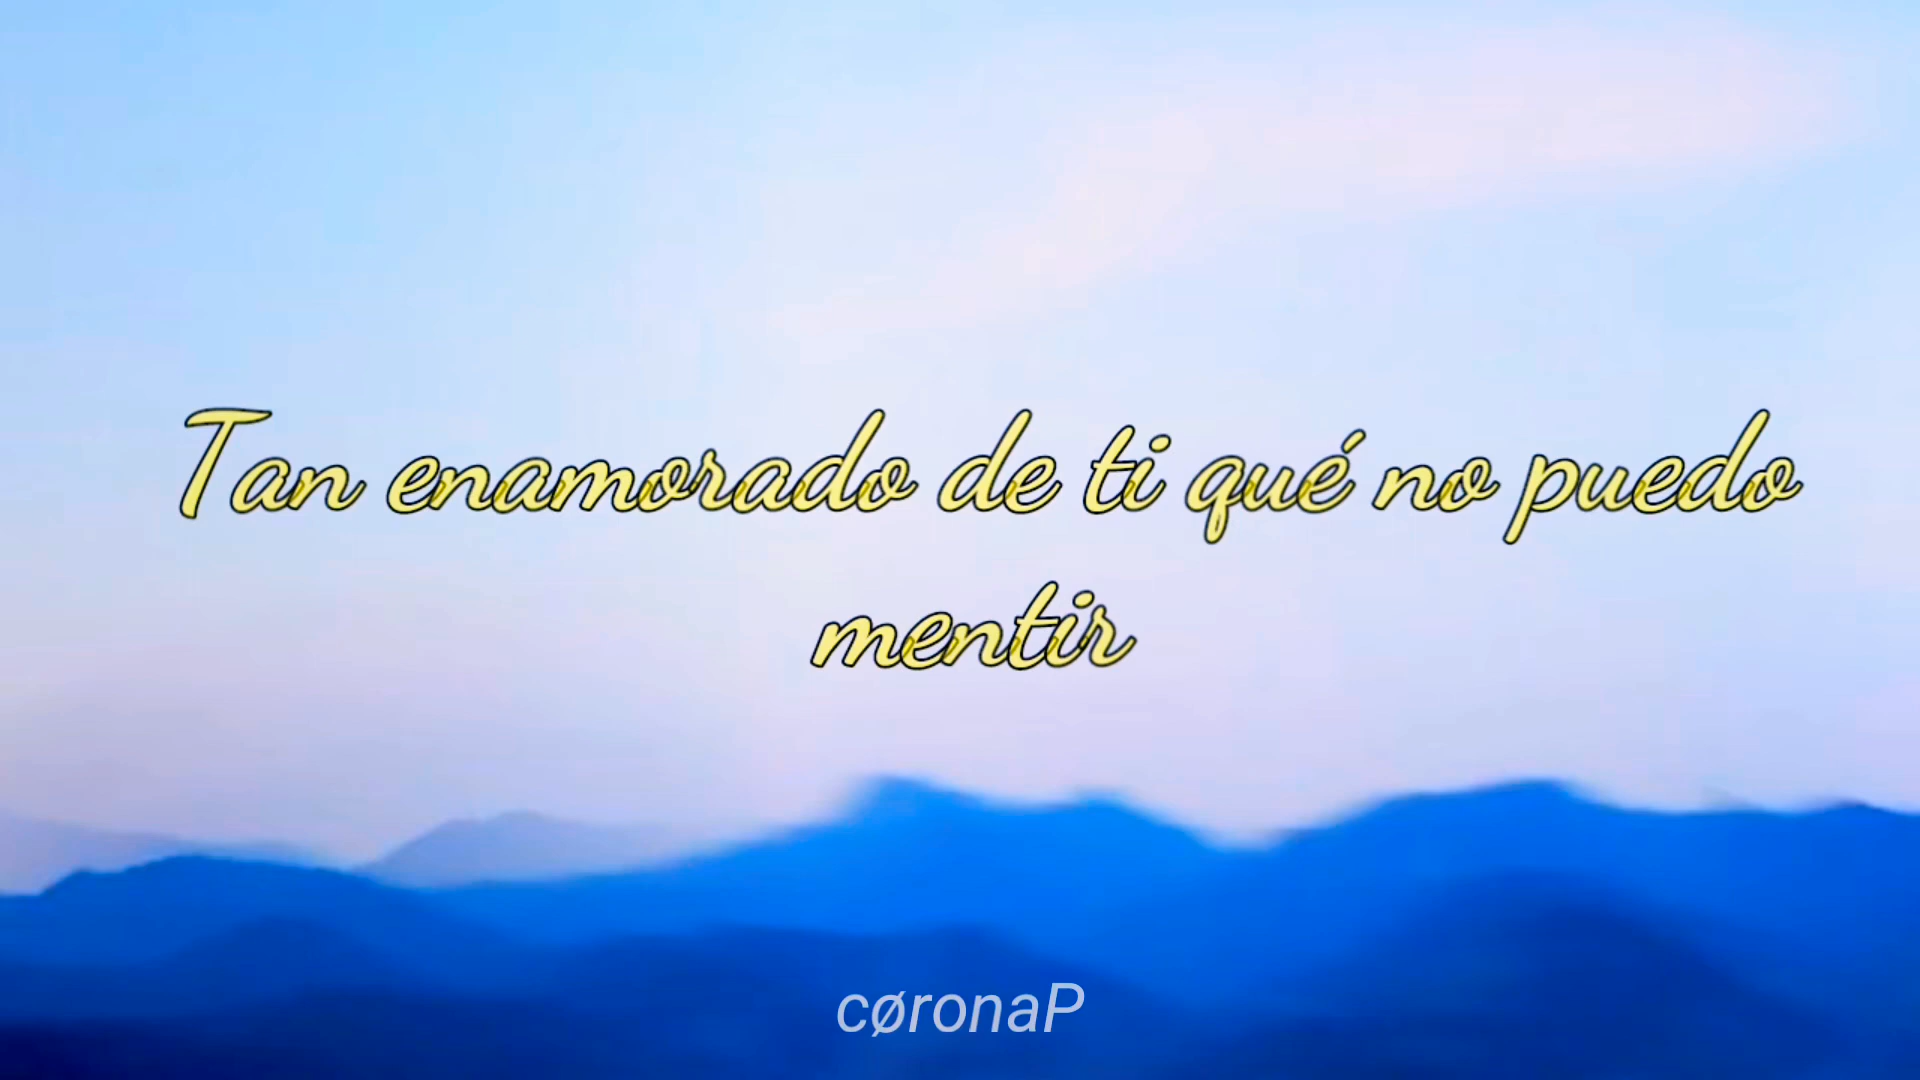 Tan enamorado de ti qué no puedo
mentir
cøronaP